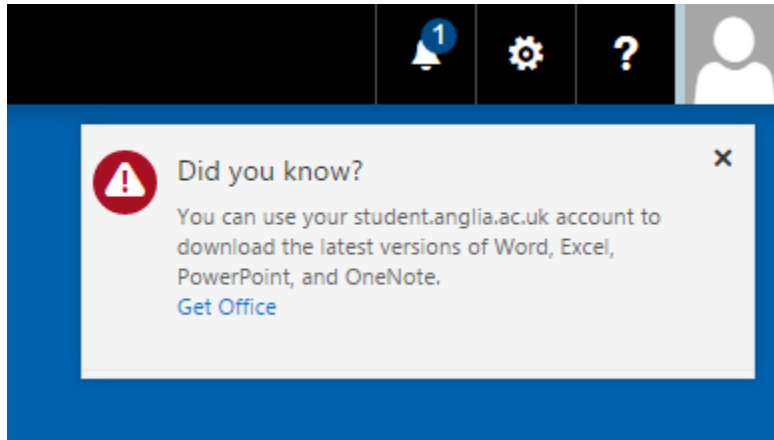 1
?
Did you know?
You can use your student.anglia.ac.uk account to
download the latest versions of Word, Excel,
PowerPoint, and OneNote.
Get Office